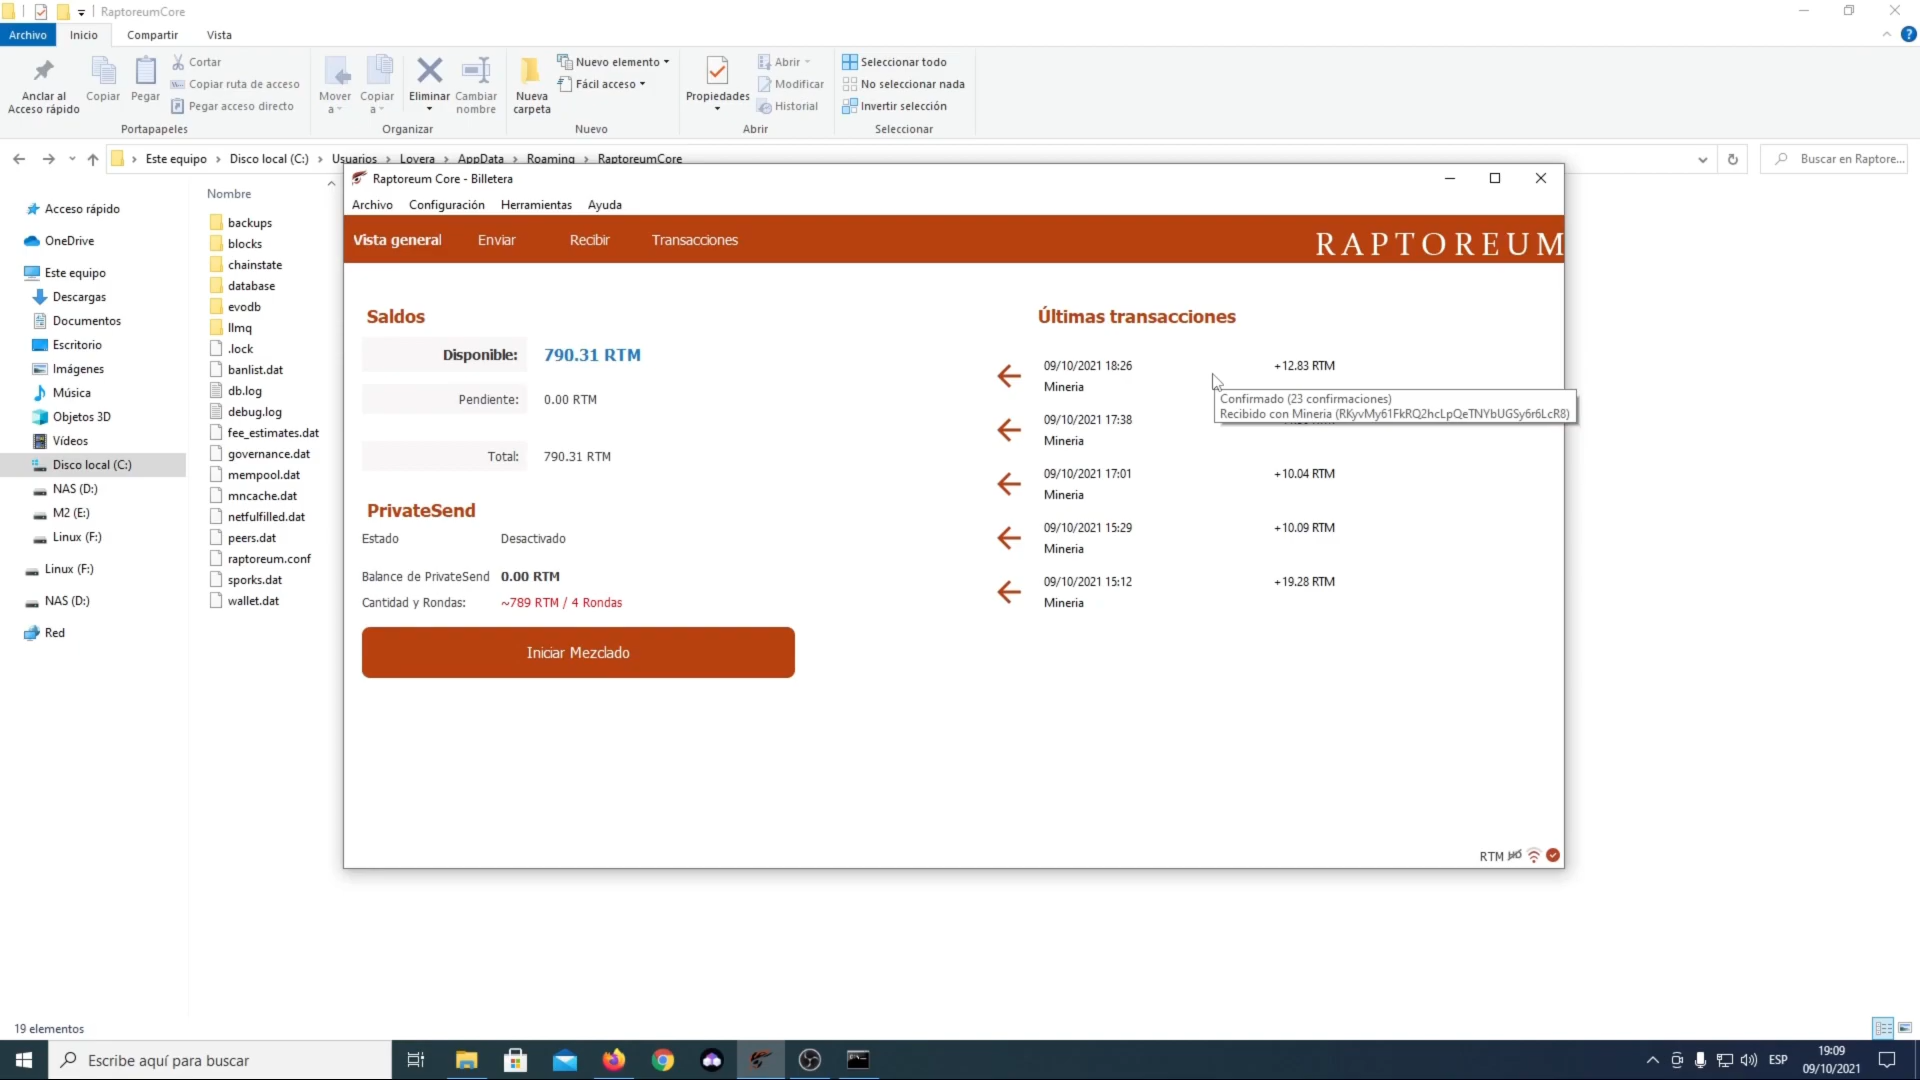 RaptoreumCore
Archivo
Inicio
Compartir
Vista
Anclar al
Acceso rápido
Copiar
Pegar
Cortar
Copiar ruta de acceso
Pegar acceso directo
Portapapeles
Mover
a
Copiar
a
Eliminar
Cambiar
nombre
Organizar
Nueva
carpeta
Nuevo elemento
Fácil acceso
Nuevo
Propiedades
Abrir
Modificar
Historial
Abrir
Seleccionar todo
No seleccionar nada
Invertir selección
Seleccionar
Este equipo > Disco local (C:) > Usuarios > Lovera > AppData > Roaming > RaptoreumCore
Buscar en Raptore...
Acceso rápido
OneDrive
Este equipo
Descargas
Documentos
Escritorio
Imágenes
Música
Objetos 3D
Vídeos
Disco local (C:)
NAS (D:)
M2 (E:)
Linux (F:)
Linux (F:)
NAS (D:)
Red
Nombre
backups
blocks
chainstate
database
evodb
llmq
.lock
banlist.dat
db.log
debug.log
fee_estimates.dat
governance.dat
mempool.dat
mncache.dat
netfulfilled.dat
peers.dat
raptoreum.conf
sporks.dat
wallet.dat
Raptoreum Core - Billetera
Archivo
Configuración
Herramientas
Ayuda
Vista general
Enviar
Recibir
Transacciones
RAPTOREUM
Saldos
Disponible: 790.31 RTM
Pendiente: 0.00 RTM
Total: 790.31 RTM
PrivateSend
Estado Desactivado
Balance de PrivateSend 0.00 RTM
Cantidad y Rondas: ~789 RTM / 4 Rondas
Iniciar Mezclado
Últimas transacciones
09/10/2021 18:26 +12.83 RTM
Mineria
Confirmado (23 confirmaciones)
09/10/2021 17:38
Mineria
09/10/2021 17:01 +10.04 RTM
Mineria
09/10/2021 15:29 +10.09 RTM
Mineria
09/10/2021 15:12 +19.28 RTM
Mineria
RTM HD
19 elementos
Escribe aquí para buscar
ESP
19:09
09/10/2021